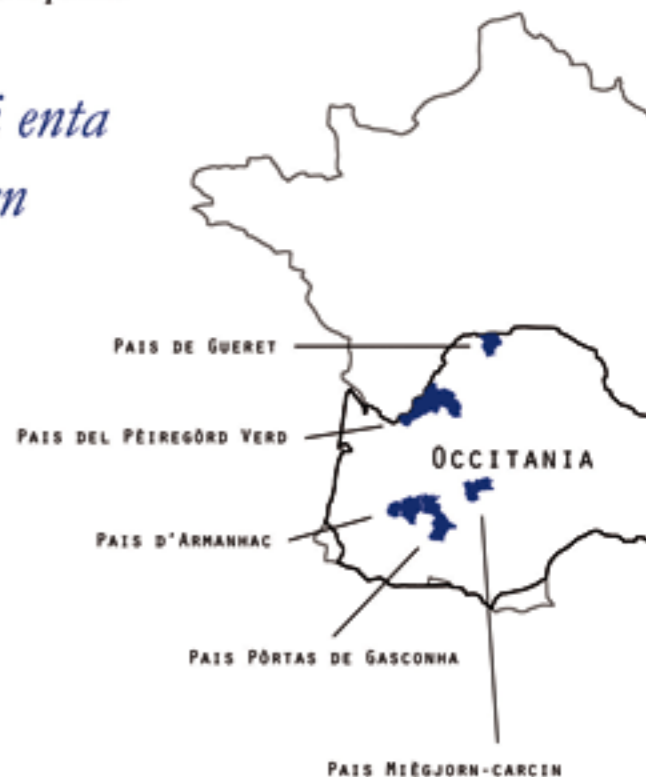 enta
PAIS DE GUERET
PAIS DEL PÈIREGÒRD VERD
OCCITANIA
PAIS D'ARMANHAC
PAIS PÒRTAS DE GASCONHA
PAIS MIÈGJORN-CARCIN